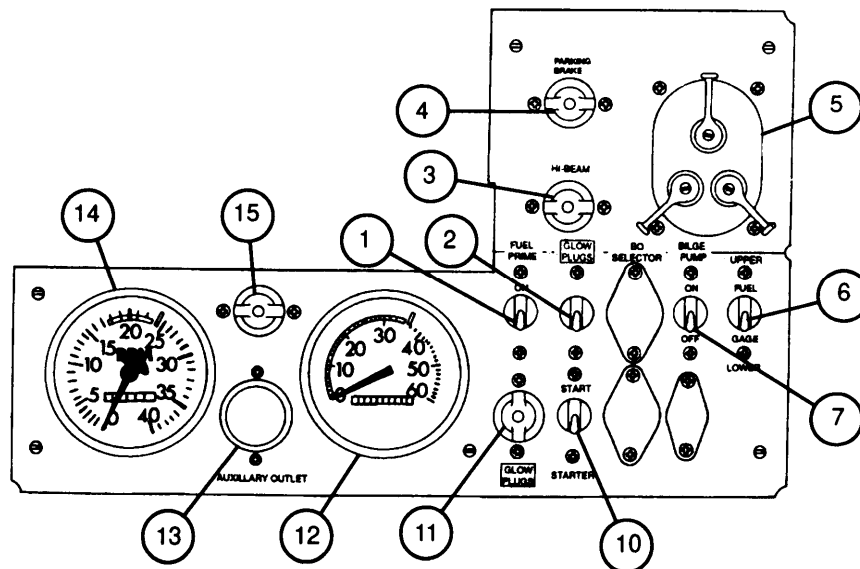 PARKING
BRAKE
4
5
HI-BEAM
3
14
15
1
2
FUEL
PRIME
GLOW
PLUGS
BO
SELECTOR
BILGE
PUMP
UPPER
ON
ON
FUEL
6
OFF
GAGE
LOWER
7
START
STARTER
GLOW
PLUGS
0 5 10 15 20 25 30 35 40
0 10 20 30 40 50 60
AUXILLARY OUTLET
13
12
11
10